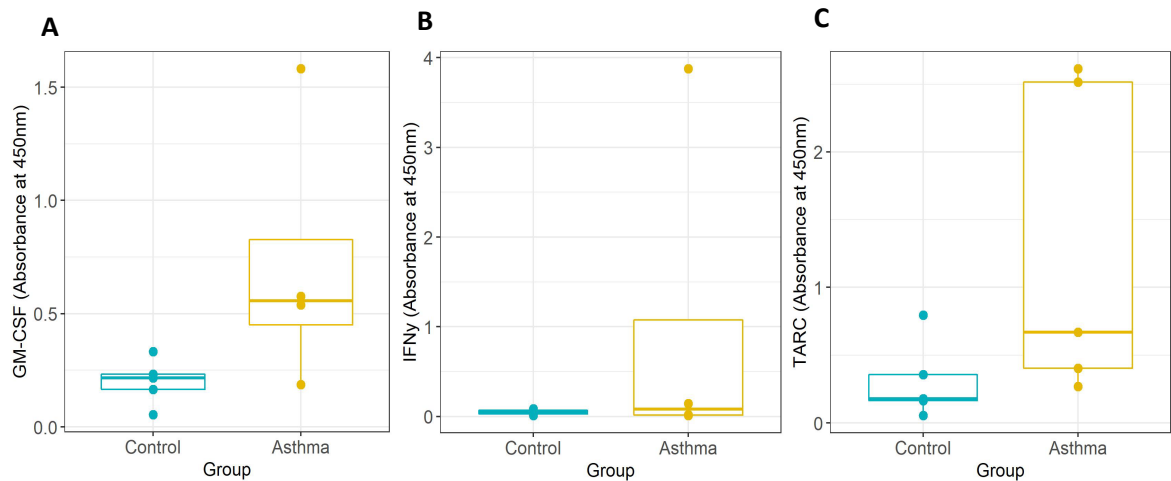 A
GM-CSF (Absorbance at 450nm)
1.5
1.0
0.5
0.0
Control
Asthma
Group
B
IFNy (Absorbance at 450nm)
4
3
2
1
0
Control
Asthma
Group
C
TARC (Absorbance at 450nm)
2
1
0
Control
Asthma
Group